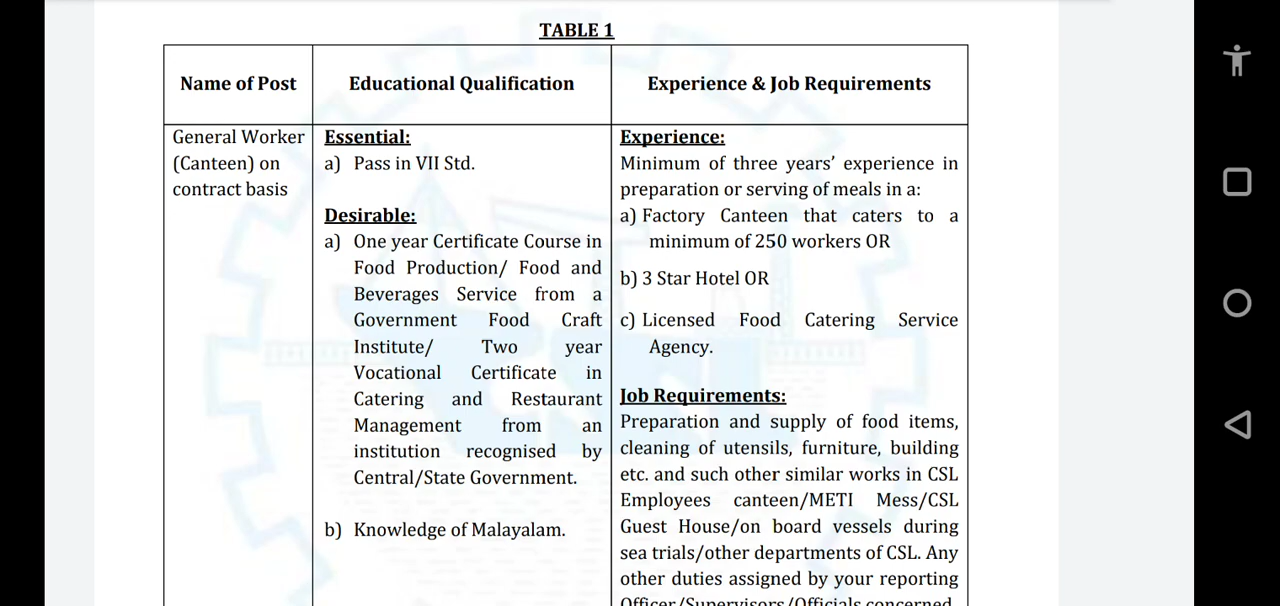 TABLE 1
Name of Post
Educational Qualification
Experience & Job Requirements
General Worker
(Canteen) on
contract basis
Essential:
a) Pass in VII Std.
Desirable:
a) One year Certificate Course in
Food Production/ Food and
Beverages Service from a
Government Food Craft
Institute/ Two year
Vocational Certificate in
Catering and Restaurant
Management from an
institution recognised by
Central/State Government.
b) Knowledge of Malayalam.
Experience:
Minimum of three years’ experience in
preparation or serving of meals in a:
a) Factory Canteen that caters to a
minimum of 250 workers OR
b) 3 Star Hotel OR
c) Licensed Food Catering Service
Agency.
Job Requirements:
Preparation and supply of food items,
cleaning of utensils, furniture, building
etc. and such other similar works in CSL
Employees canteen/METI Mess/CSL
Guest House/on board vessels during
sea trials/other departments of CSL. Any
other duties assigned by your reporting
Officer/Supervisors/Officials concerned